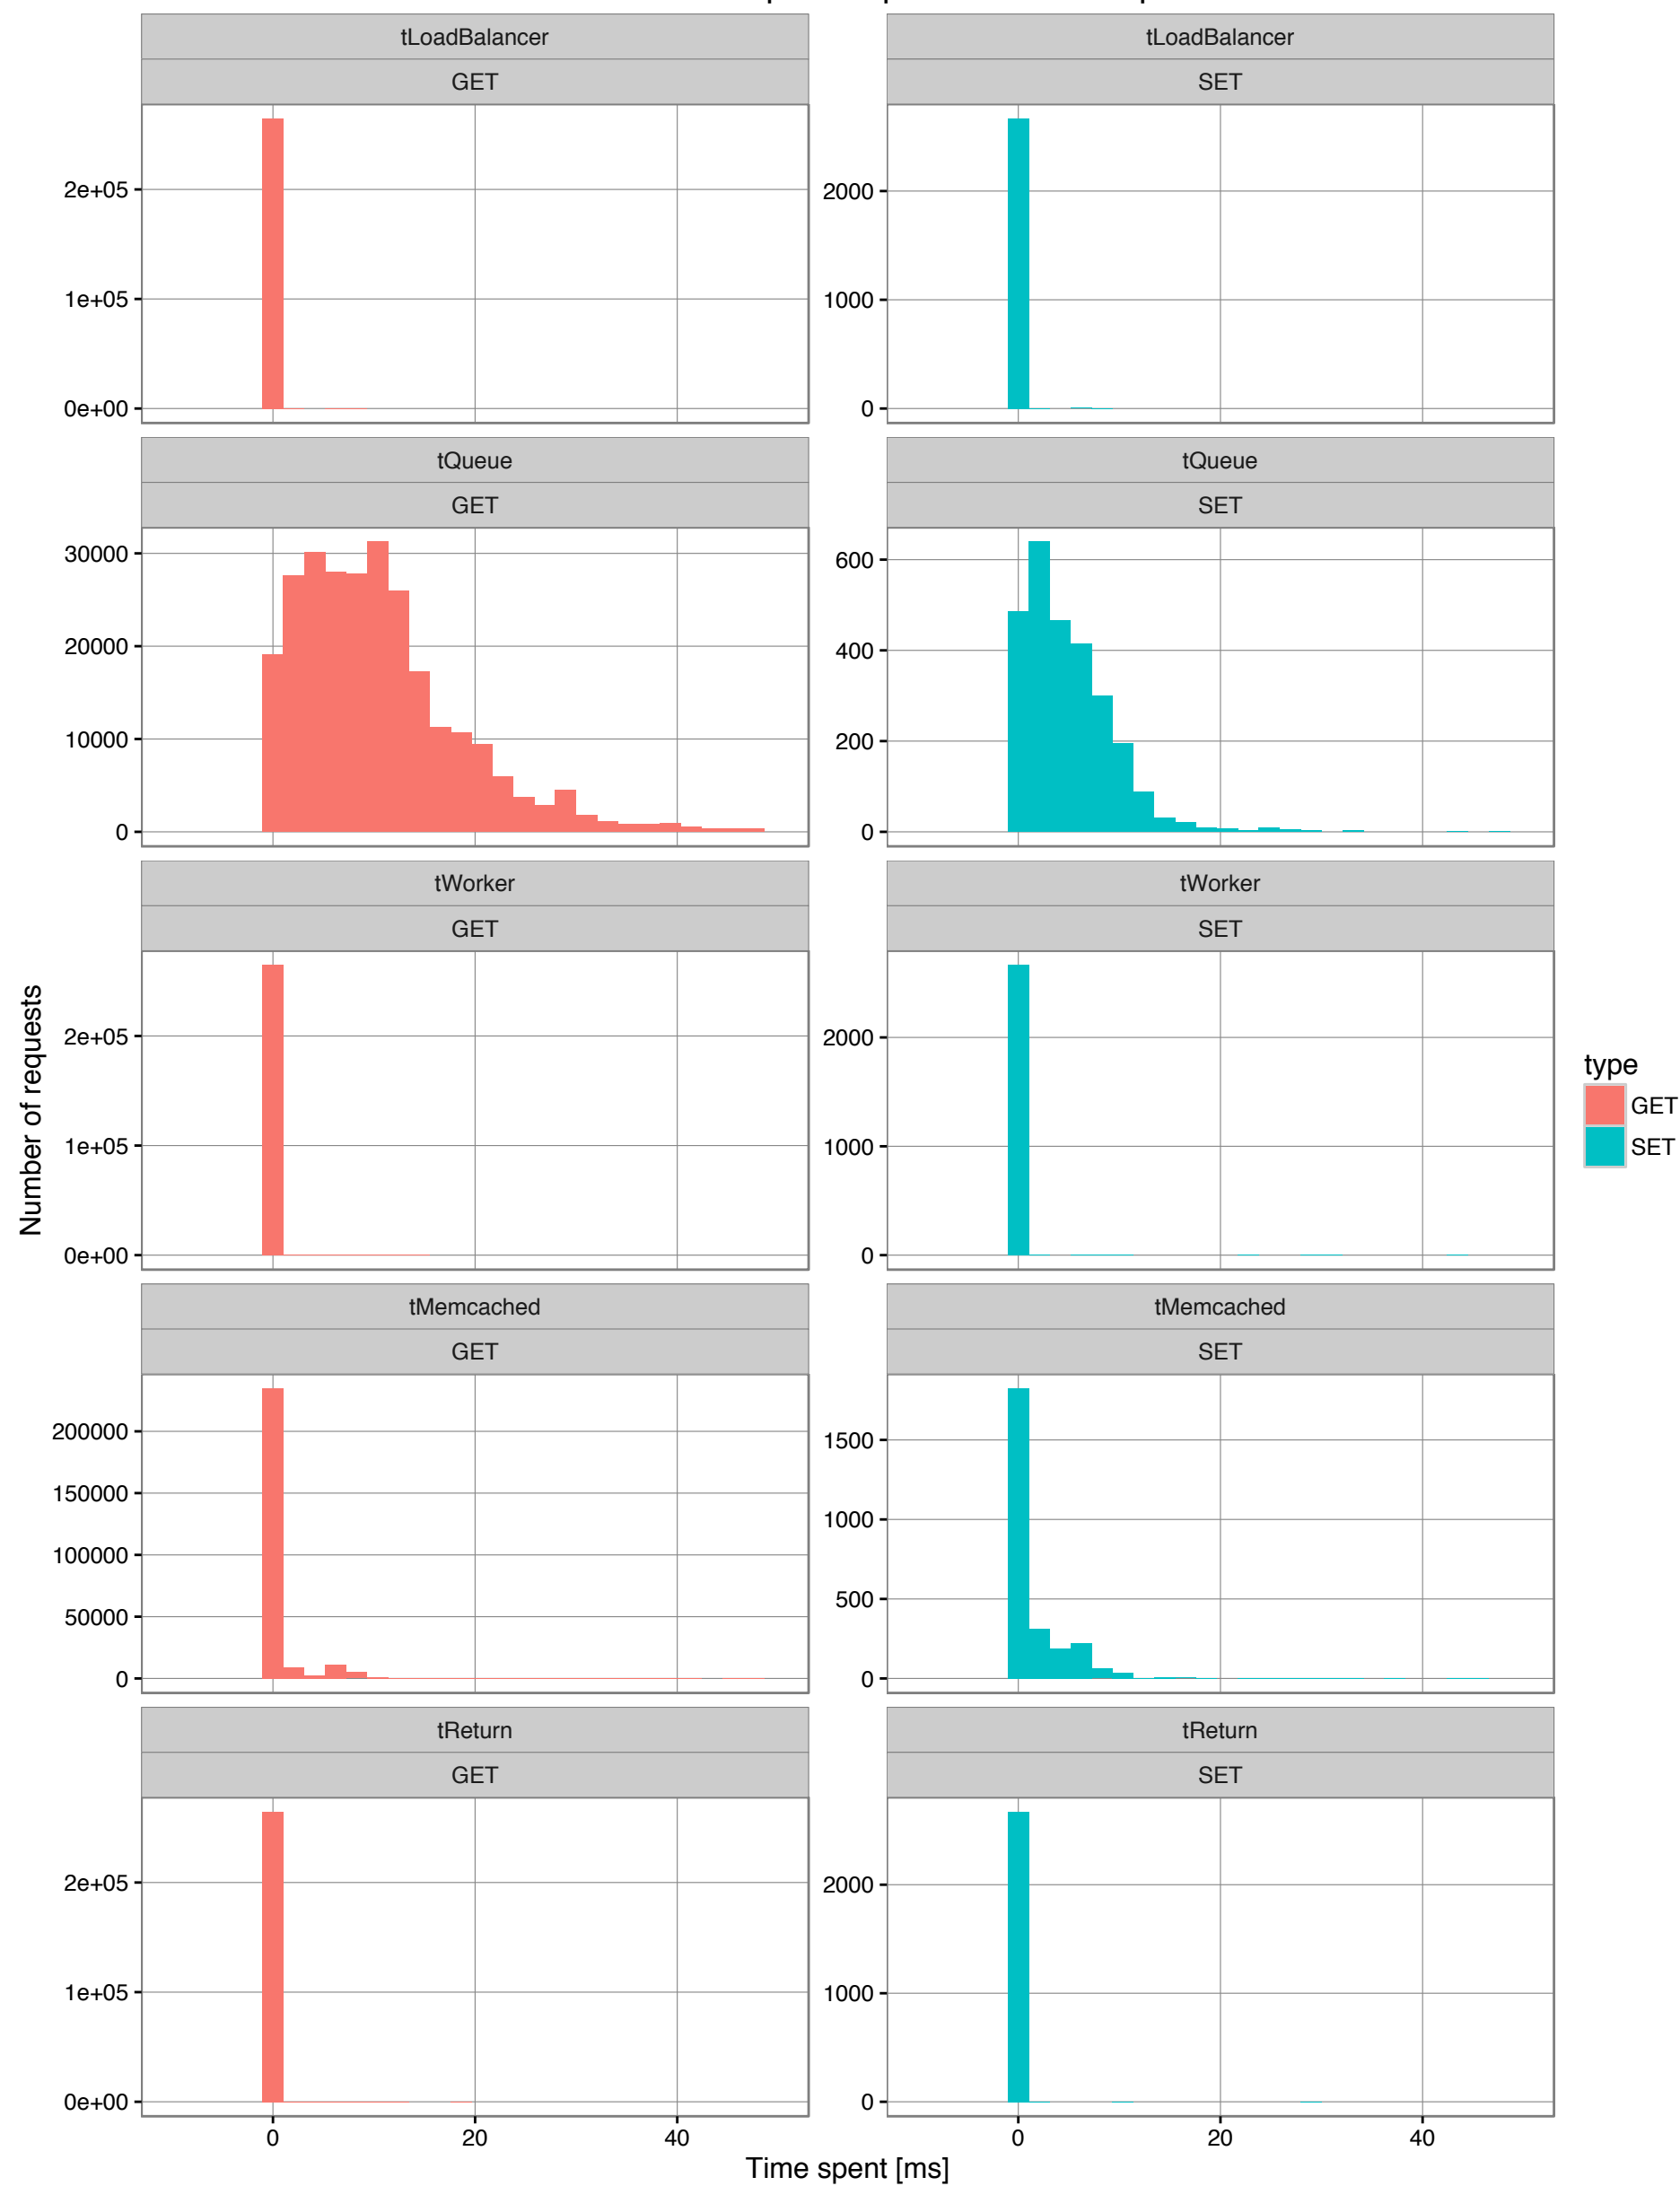 tLoadBalancer
GET
2e+05
1e+05
0e+00
tLoadBalancer
SET
2000
1000
0
tQueue
GET
30000
20000
10000
0
tQueue
SET
600
400
200
0
tWorker
GET
2e+05
1e+05
0e+00
tWorker
SET
2000
1000
0
tMemcached
GET
200000
150000
100000
50000
0
tMemcached
SET
1500
1000
500
0
tReturn
GET
2e+05
1e+05
0e+00
0 20 40
tReturn
SET
2000
1000
0
0 20 40
Number of requests
Time spent [ms]
type
GET
SET